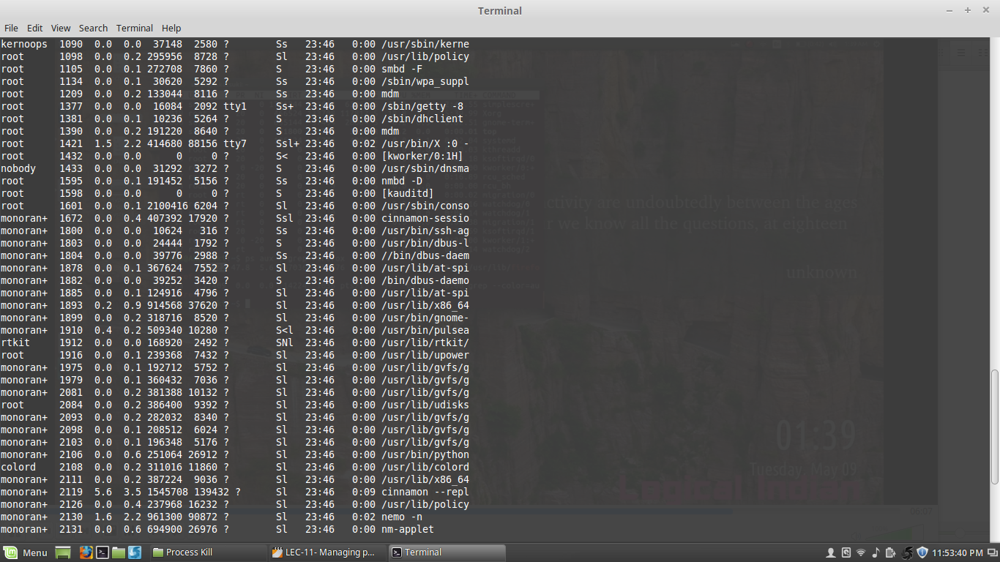 Terminal
File Edit View Search Terminal Help
kernoops 1090 0.0 0.0 37148 2580 ? Ss 23:46 0:00 /usr/sbin/kerne
root 1098 0.0 0.2 295956 8728 ? Sl 23:46 0:00 /usr/lib/policy
root 1105 0.0 0.1 272708 7860 ? S 23:46 0:00 smbd -F
root 1134 0.0 0.1 30620 5292 ? Ss 23:46 0:00 /sbin/wpa_suppl
root 1209 0.0 0.2 133044 8116 ? Ss 23:46 0:00 mdm
root 1377 0.0 0.0 16084 2092 tty1 Ss+ 23:46 0:00 /sbin/getty -8
root 1381 0.0 0.1 10236 5264 ? S 23:46 0:00 /sbin/dhclient
root 1390 0.0 0.2 191220 8640 ? S 23:46 0:00 mdm
root 1421 1.5 2.2 414680 88156 tty7 Ssl+ 23:46 0:02 /usr/bin/X :0 -
root 1432 0.0 0.0 0 0 ? S< 23:46 0:00 [kworker/0:1H]
nobody 1433 0.0 0.0 31292 3272 ? S 23:46 0:00 /usr/sbin/dnsma
root 1595 0.0 0.1 191452 5156 ? Ss 23:46 0:00 nmbd -D
root 1598 0.0 0.0 0 0 ? S 23:46 0:00 [kauditd]
root 1601 0.0 0.1 2100416 6204 ? Sl 23:46 0:00 /usr/sbin/conso
monoran+ 1672 0.0 0.4 407392 17920 ? Ssl 23:46 0:00 cinnamon-sessio
monoran+ 1800 0.0 0.0 10624 316 ? Ss 23:46 0:00 /usr/bin/ssh-ag
monoran+ 1803 0.0 0.0 24444 1792 ? S 23:46 0:00 /usr/bin/dbus-l
monoran+ 1804 0.0 0.0 39776 2988 ? Ss 23:46 0:00 //bin/dbus-daem
monoran+ 1878 0.0 0.1 367624 7552 ? Sl 23:46 0:00 /usr/lib/at-spi
monoran+ 1882 0.0 0.0 39252 3420 ? S 23:46 0:00 /bin/dbus-daemo
monoran+ 1885 0.0 0.1 124916 4796 ? Sl 23:46 0:00 /usr/lib/at-spi
monoran+ 1893 0.2 0.9 914568 37620 ? Sl 23:46 0:00 /usr/lib/x86_64
monoran+ 1899 0.0 0.2 318716 8520 ? Sl 23:46 0:00 /usr/bin/gnome-
monoran+ 1910 0.4 0.2 509340 10280 ? S<l 23:46 0:00 /usr/bin/pulsea
rtkit 1912 0.0 0.0 168920 2492 ? SNl 23:46 0:00 /usr/lib/rtkit/
root 1916 0.0 0.1 239368 7432 ? Sl 23:46 0:00 /usr/lib/upower
monoran+ 1975 0.0 0.1 192712 5752 ? Sl 23:46 0:00 /usr/lib/gvfs/g
monoran+ 1979 0.0 0.1 360432 7036 ? Sl 23:46 0:00 /usr/lib/gvfs/g
monoran+ 2081 0.0 0.2 381388 10132 ? Sl 23:46 0:00 /usr/lib/gvfs/g
root 2084 0.0 0.2 386400 9392 ? Sl 23:46 0:00 /usr/lib/udisks
monoran+ 2093 0.0 0.2 282032 8340 ? Sl 23:46 0:00 /usr/lib/gvfs/g
monoran+ 2098 0.0 0.1 208512 6024 ? Sl 23:46 0:00 /usr/lib/gvfs/g
monoran+ 2103 0.0 0.1 196348 5176 ? Sl 23:46 0:00 /usr/lib/gvfs/g
monoran+ 2106 0.0 0.6 251064 26912 ? Sl 23:46 0:00 /usr/bin/python
colord 2108 0.0 0.2 311016 11860 ? Sl 23:46 0:00 /usr/lib/colord
monoran+ 2111 0.0 0.2 387224 9036 ? Sl 23:46 0:00 /usr/lib/x86_64
monoran+ 2119 5.6 3.5 1545708 139432 ? Sl 23:46 0:09 cinnamon --repl
monoran+ 2126 0.0 0.4 237968 16232 ? Sl 23:46 0:00 /usr/lib/policy
monoran+ 2130 1.6 2.2 961300 90872 ? Sl 23:46 0:02 nemo -n
monoran+ 2131 0.0 0.6 694900 26976 ? Sl 23:46 0:00 nm-applet
ctivity are undoubtedly between the ages
r we know all the questions, at eighteen
unknown
01:39
Tuesday, May 09
Indian
06:07
Menu Process Kill LEC-11- Managing p... Terminal 11:53:40 PM